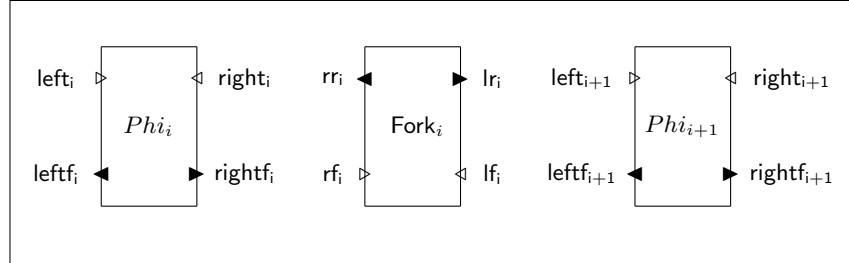 left_i right_i rr_i lr_i left_{i+1} right_{i+1}
Phi_i Fork_i Phi_{i+1}
leftf_i rightf_i rf_i lf_i leftf_{i+1} rightf_{i+1}